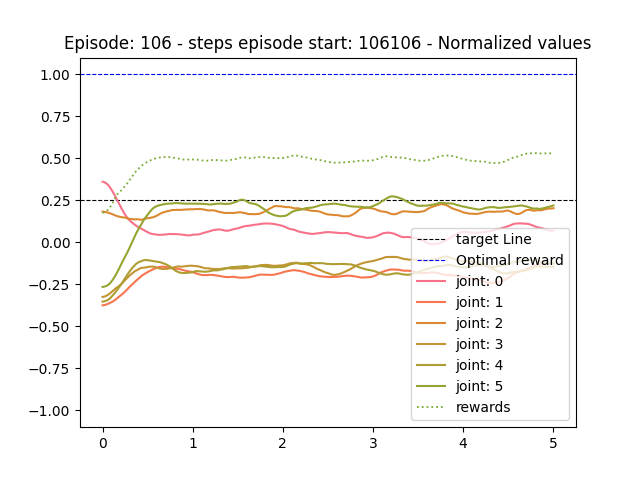 Episode: 106 - steps episode start: 106106 - Normalized values
1.00
0.75
0.50
0.25
0.00
−0.25
−0.50
−0.75
−1.00
target Line
Optimal reward
joint: 0
joint: 1
joint: 2
joint: 3
joint: 4
joint: 5
rewards
0 1 2 3 4 5